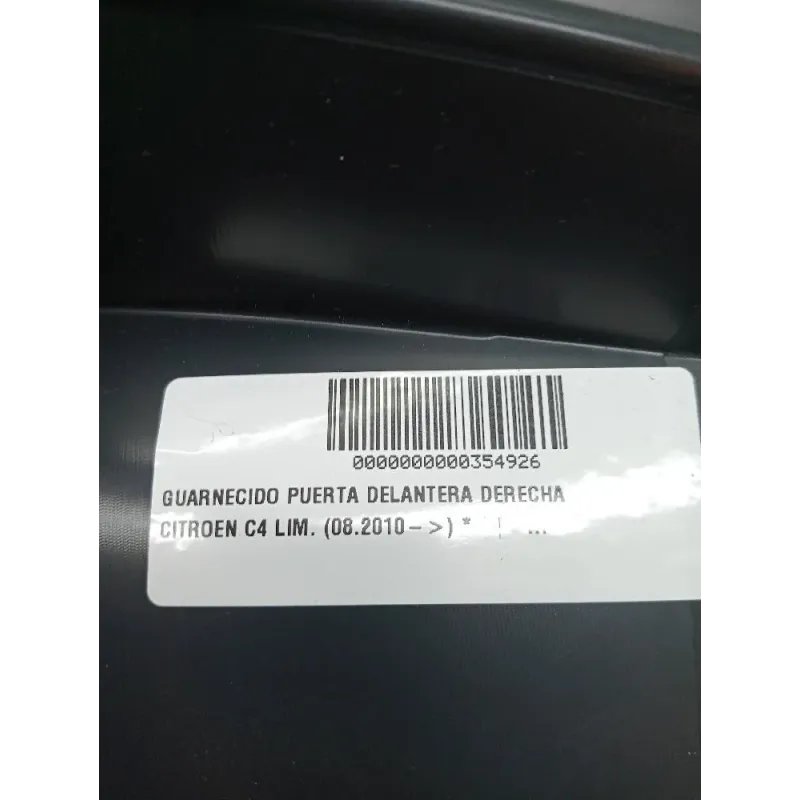 0000000000354926
GUARNECIDO PUERTA DELANTERA DERECHA
CITROEN C4 LIM. (08.2010->) * | ...